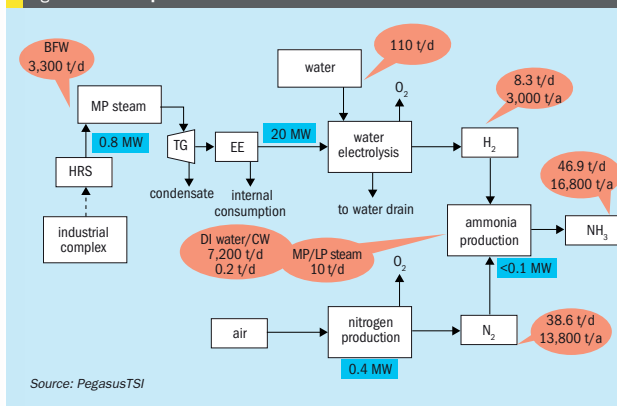 BFW
3,300 t/d
MP steam
0.8 MW
HRS
industrial
complex
TG
condensate
EE
internal
consumption
20 MW
water
110 t/d
O2
water
electrolysis
to water drain
8.3 t/d
3,000 t/a
H2
46.9 t/d
16,800 t/a
ammonia
production
NH3
<0.1 MW
DI water/CW
7,200 t/d
0.2 t/d
MP/LP steam
10 t/d
O2
air
nitrogen
production
0.4 MW
N2
38.6 t/d
13,800 t/a
Source: PegasusTSI